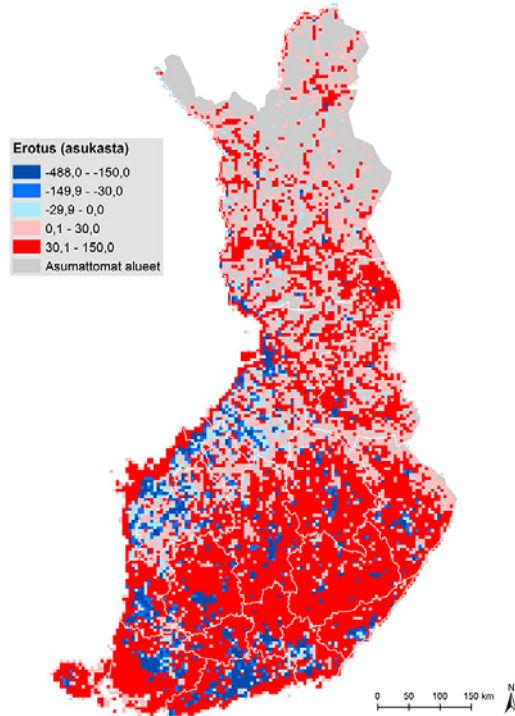 Erotus (asukasta)
-488,0 - -150,0
-149,9 - -30,0
-29,9 - 0,0
0,1 - 30,0
30,1 - 150,0
Asumattomat alueet
N
0 50 100 150 km